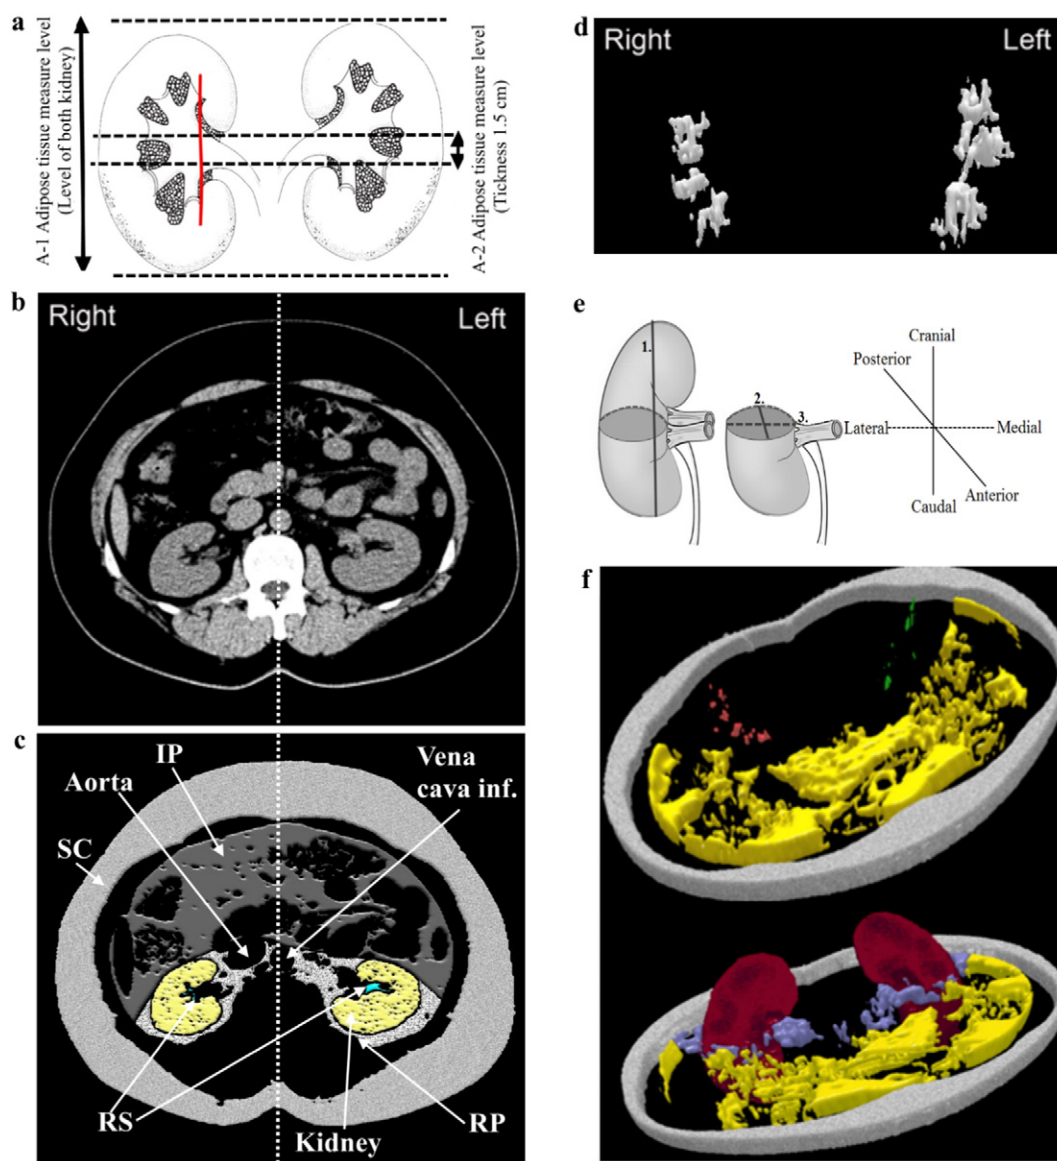 a
A-1 Adipose tissue measure level
(Level of both kidney)
A-2 Adipose tissue measure level
(Tickness 1.5 cm)
b
Right
Left
c
IP
Aorta
Vena
cava inf.
SC
RS
Kidney
RP
d
Right
Left
e
1.
2.
3.
Cranial
Posterior
Lateral
Medial
Anterior
Caudal
f